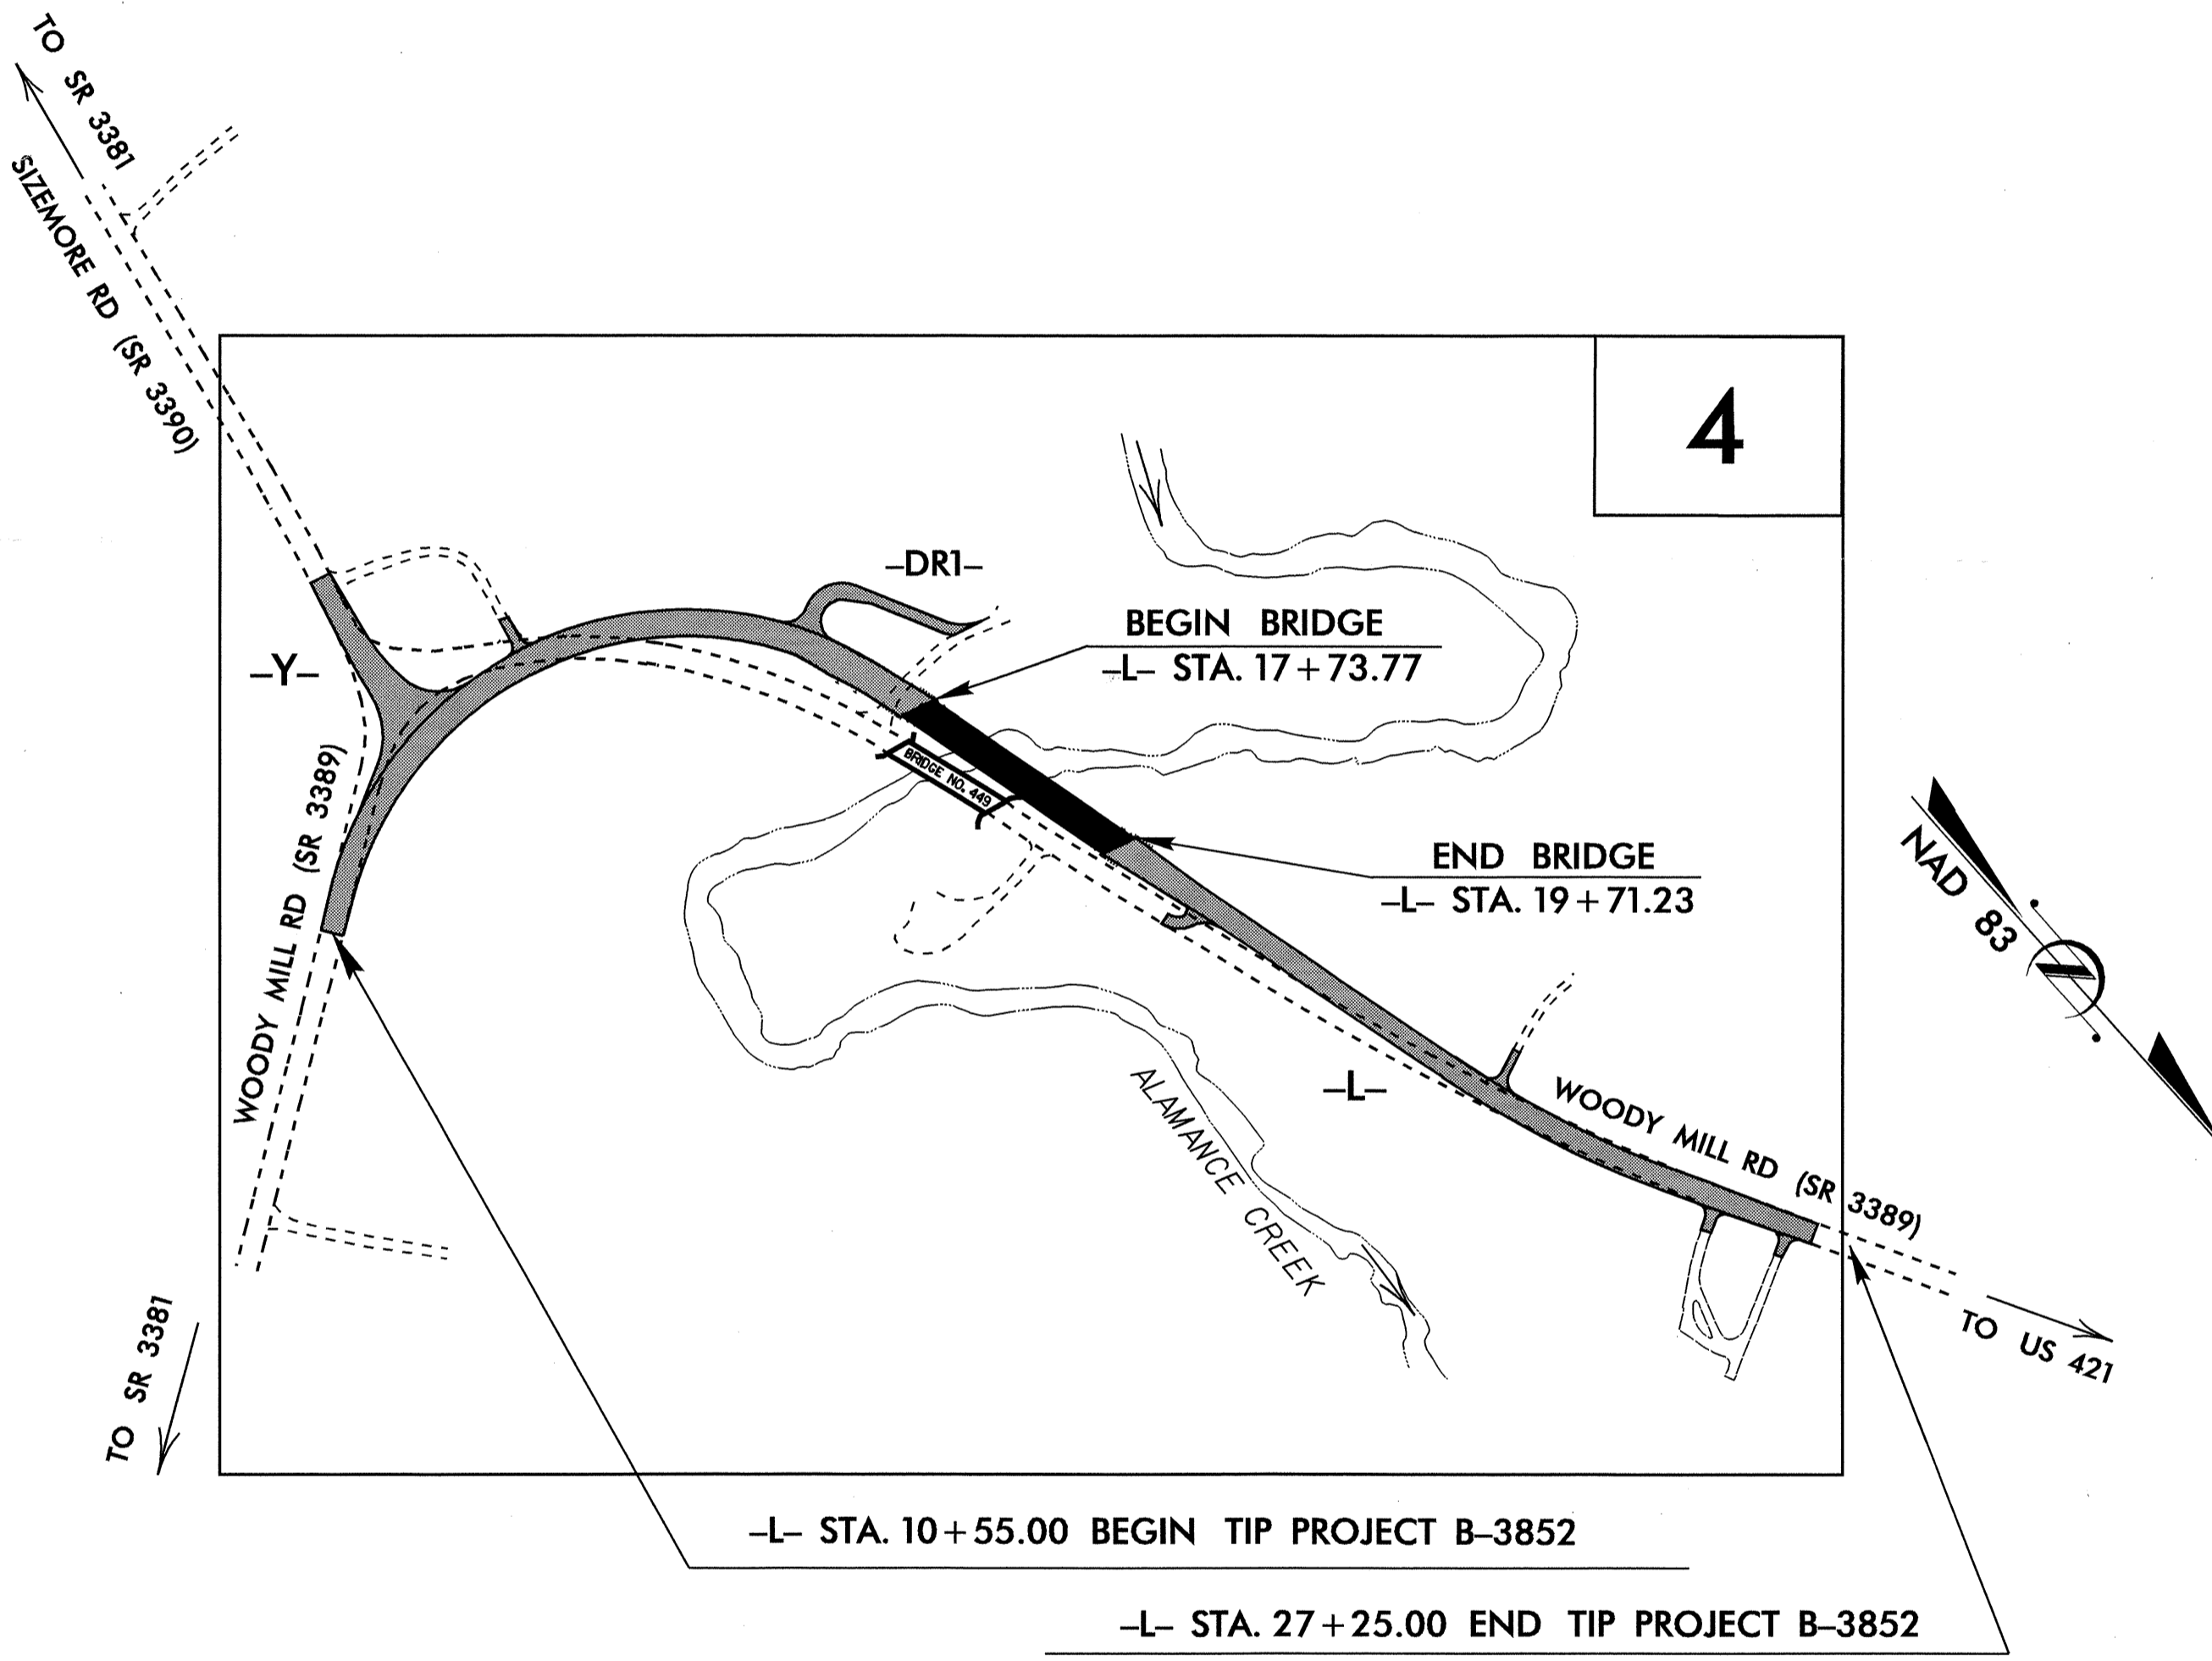 TO SR 3381
SIZEMORE RD (SR 3390)
4
–DR1–
BEGIN BRIDGE
–L– STA. 17+73.77
–Y–
BRIDGE NO. 449
WOODY MILL RD (SR 3389)
END BRIDGE
–L– STA. 19+71.23
NAD 83
–L–
ALAMANCE CREEK
WOODY MILL RD (SR 3389)
TO SR 3381
TO US 421
–L– STA. 10+55.00 BEGIN TIP PROJECT B–3852
–L– STA. 27+25.00 END TIP PROJECT B–3852